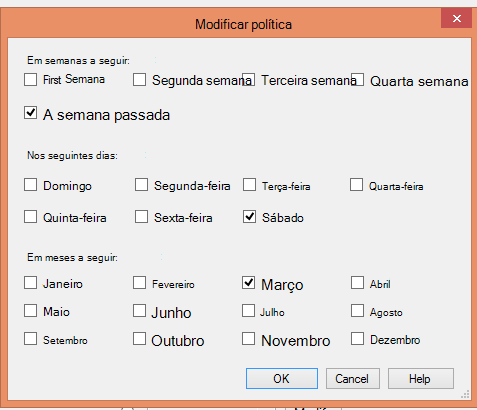 Modificar política
Em semanas a seguir:
First Semana Segunda semana Terceira semana Quarta semana
A semana passada
Nos seguintes dias:
Domingo Segunda-feira Terça-feira Quarta-feira
Quinta-feira Sexta-feira Sábado
Em meses a seguir:
Janeiro Fevereiro Março Abril
Maio Junho Julho Agosto
Setembro Outubro Novembro Dezembro
OK Cancel Help